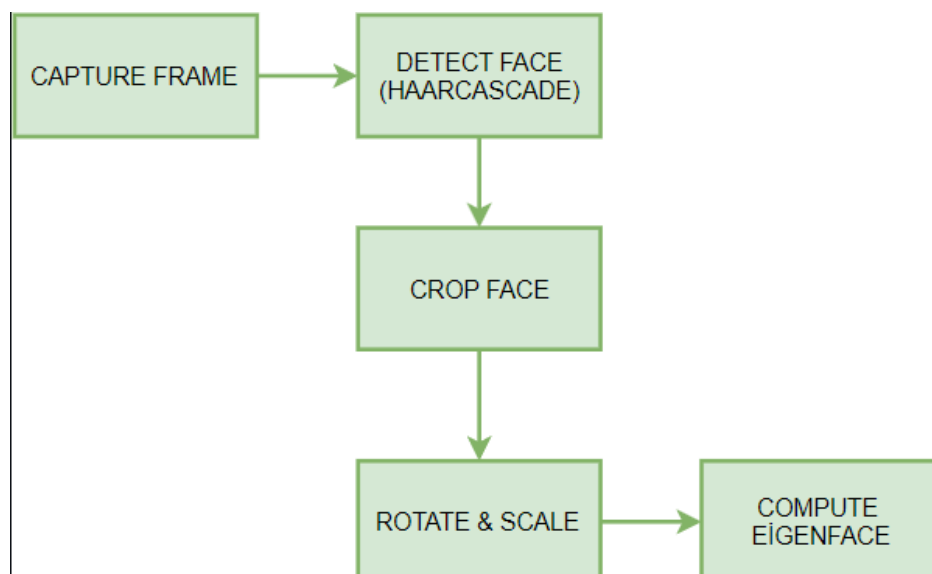 CAPTURE FRAME
DETECT FACE
(HAARCASCADE)
CROP FACE
ROTATE & SCALE
COMPUTE
EİGENFACE